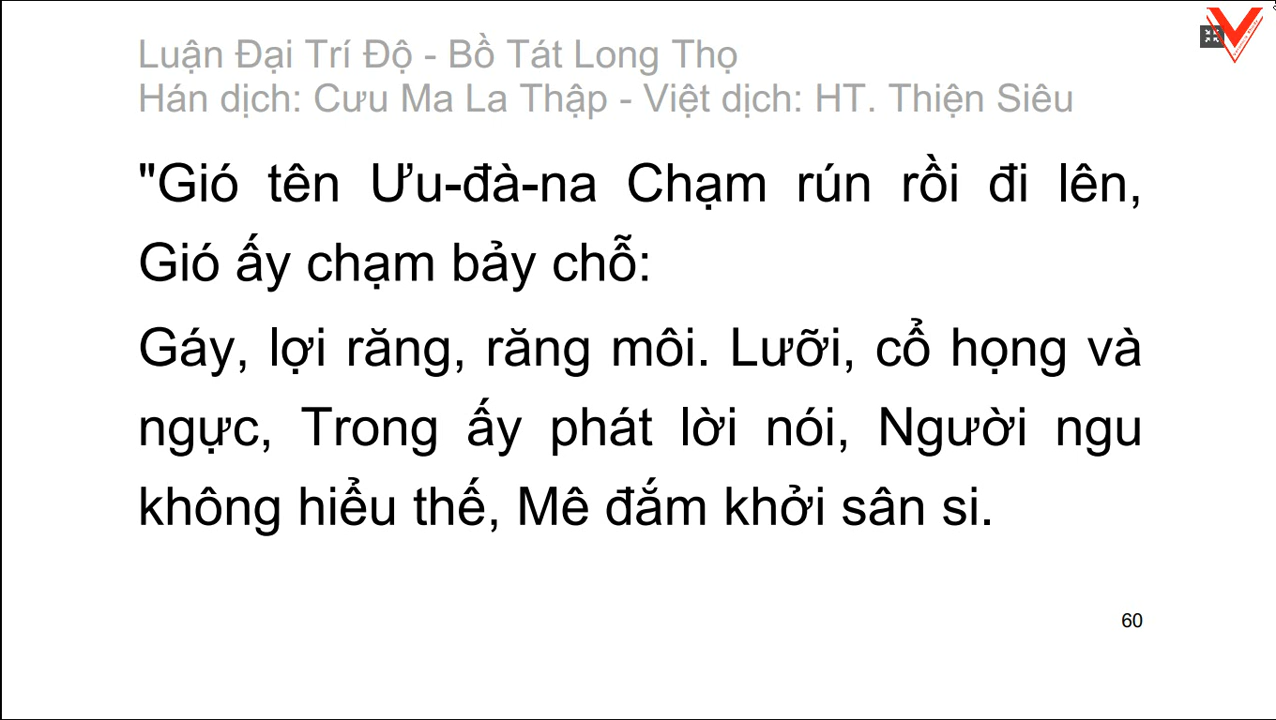 Luận Đại Trí Độ - Bồ Tát Long Thọ
Hán dịch: Cưu Ma La Thập - Việt dịch: HT. Thiện Siêu
"Gió tên Ưu-đà-na Chạm rún rồi đi lên,
Gió ấy chạm bảy chỗ:
Gáy, lợi răng, răng môi. Lưỡi, cổ họng và
ngực, Trong ấy phát lời nói, Người ngu
không hiểu thế, Mê đắm khởi sân si.
60